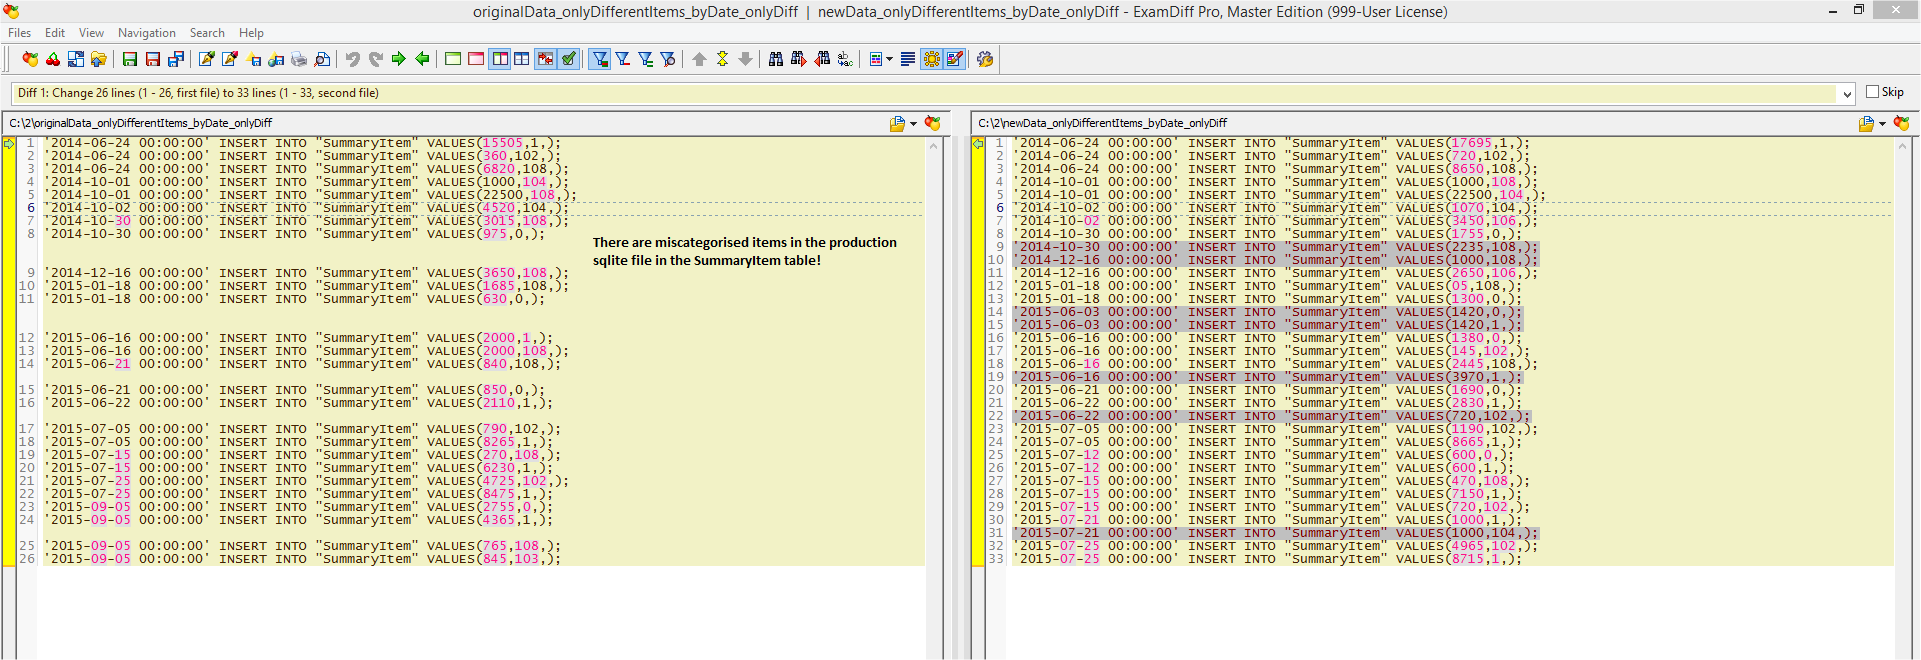 originalData_onlyDifferentItems_byDate_onlyDiff | newData_onlyDifferentItems_byDate_onlyDiff - ExamDiff Pro, Master Edition (999-User License)
Files Edit View Navigation Search Help
Diff 1: Change 26 lines (1 - 26, first file) to 33 lines (1 - 33, second file)
Skip
C:\2\originalData_onlyDifferentItems_byDate_onlyDiff
1 '2014-06-24 00:00:00' INSERT INTO "SummaryItem" VALUES(15505,1,);
2 '2014-06-24 00:00:00' INSERT INTO "SummaryItem" VALUES(360,102,);
3 '2014-06-24 00:00:00' INSERT INTO "SummaryItem" VALUES(6820,108,);
4 '2014-10-01 00:00:00' INSERT INTO "SummaryItem" VALUES(1000,104,);
5 '2014-10-01 00:00:00' INSERT INTO "SummaryItem" VALUES(22500,108,);
6 '2014-10-02 00:00:00' INSERT INTO "SummaryItem" VALUES(4520,104,);
7 '2014-10-30 00:00:00' INSERT INTO "SummaryItem" VALUES(3015,108,);
8 '2014-10-30 00:00:00' INSERT INTO "SummaryItem" VALUES(975,0,);
There are miscategorised items in the production
sqlite file in the SummaryItem table!
9 '2014-12-16 00:00:00' INSERT INTO "SummaryItem" VALUES(3650,108,);
10 '2015-01-18 00:00:00' INSERT INTO "SummaryItem" VALUES(1685,108,);
11 '2015-01-18 00:00:00' INSERT INTO "SummaryItem" VALUES(630,0,);
12 '2015-06-16 00:00:00' INSERT INTO "SummaryItem" VALUES(2000,1,);
13 '2015-06-16 00:00:00' INSERT INTO "SummaryItem" VALUES(2000,108,);
14 '2015-06-21 00:00:00' INSERT INTO "SummaryItem" VALUES(840,108,);
15 '2015-06-21 00:00:00' INSERT INTO "SummaryItem" VALUES(850,0,);
16 '2015-06-22 00:00:00' INSERT INTO "SummaryItem" VALUES(2110,1,);
17 '2015-07-05 00:00:00' INSERT INTO "SummaryItem" VALUES(790,102,);
18 '2015-07-05 00:00:00' INSERT INTO "SummaryItem" VALUES(8265,1,);
19 '2015-07-15 00:00:00' INSERT INTO "SummaryItem" VALUES(270,108,);
20 '2015-07-15 00:00:00' INSERT INTO "SummaryItem" VALUES(6230,1,);
21 '2015-07-25 00:00:00' INSERT INTO "SummaryItem" VALUES(4725,102,);
22 '2015-07-25 00:00:00' INSERT INTO "SummaryItem" VALUES(8475,1,);
23 '2015-09-05 00:00:00' INSERT INTO "SummaryItem" VALUES(2755,0,);
24 '2015-09-05 00:00:00' INSERT INTO "SummaryItem" VALUES(4365,1,);
25 '2015-09-05 00:00:00' INSERT INTO "SummaryItem" VALUES(765,108,);
26 '2015-09-05 00:00:00' INSERT INTO "SummaryItem" VALUES(845,103,);
C:\2\newData_onlyDifferentItems_byDate_onlyDiff
1 '2014-06-24 00:00:00' INSERT INTO "SummaryItem" VALUES(17695,1,);
2 '2014-06-24 00:00:00' INSERT INTO "SummaryItem" VALUES(720,102,);
3 '2014-06-24 00:00:00' INSERT INTO "SummaryItem" VALUES(8650,108,);
4 '2014-10-01 00:00:00' INSERT INTO "SummaryItem" VALUES(1000,108,);
5 '2014-10-01 00:00:00' INSERT INTO "SummaryItem" VALUES(22500,104,);
6 '2014-10-02 00:00:00' INSERT INTO "SummaryItem" VALUES(1070,104,);
7 '2014-10-02 00:00:00' INSERT INTO "SummaryItem" VALUES(3450,106,);
8 '2014-10-30 00:00:00' INSERT INTO "SummaryItem" VALUES(1755,0,);
9 '2014-10-30 00:00:00' INSERT INTO "SummaryItem" VALUES(2235,108,);
10 '2014-12-16 00:00:00' INSERT INTO "SummaryItem" VALUES(1000,108,);
11 '2014-12-16 00:00:00' INSERT INTO "SummaryItem" VALUES(2650,106,);
12 '2015-01-18 00:00:00' INSERT INTO "SummaryItem" VALUES(05,108,);
13 '2015-01-18 00:00:00' INSERT INTO "SummaryItem" VALUES(1300,0,);
14 '2015-06-03 00:00:00' INSERT INTO "SummaryItem" VALUES(1420,0,);
15 '2015-06-03 00:00:00' INSERT INTO "SummaryItem" VALUES(1420,1,);
16 '2015-06-16 00:00:00' INSERT INTO "SummaryItem" VALUES(1380,0,);
17 '2015-06-16 00:00:00' INSERT INTO "SummaryItem" VALUES(145,102,);
18 '2015-06-16 00:00:00' INSERT INTO "SummaryItem" VALUES(2445,108,);
19 '2015-06-16 00:00:00' INSERT INTO "SummaryItem" VALUES(3970,1,);
20 '2015-06-21 00:00:00' INSERT INTO "SummaryItem" VALUES(1690,0,);
21 '2015-06-22 00:00:00' INSERT INTO "SummaryItem" VALUES(2830,1,);
22 '2015-06-22 00:00:00' INSERT INTO "SummaryItem" VALUES(720,102,);
23 '2015-07-05 00:00:00' INSERT INTO "SummaryItem" VALUES(1190,102,);
24 '2015-07-05 00:00:00' INSERT INTO "SummaryItem" VALUES(8665,1,);
25 '2015-07-12 00:00:00' INSERT INTO "SummaryItem" VALUES(600,0,);
26 '2015-07-12 00:00:00' INSERT INTO "SummaryItem" VALUES(600,1,);
27 '2015-07-15 00:00:00' INSERT INTO "SummaryItem" VALUES(470,108,);
28 '2015-07-15 00:00:00' INSERT INTO "SummaryItem" VALUES(7150,1,);
29 '2015-07-15 00:00:00' INSERT INTO "SummaryItem" VALUES(720,102,);
30 '2015-07-21 00:00:00' INSERT INTO "SummaryItem" VALUES(1000,1,);
31 '2015-07-21 00:00:00' INSERT INTO "SummaryItem" VALUES(1000,104,);
32 '2015-07-25 00:00:00' INSERT INTO "SummaryItem" VALUES(4965,102,);
33 '2015-07-25 00:00:00' INSERT INTO "SummaryItem" VALUES(8715,1,);